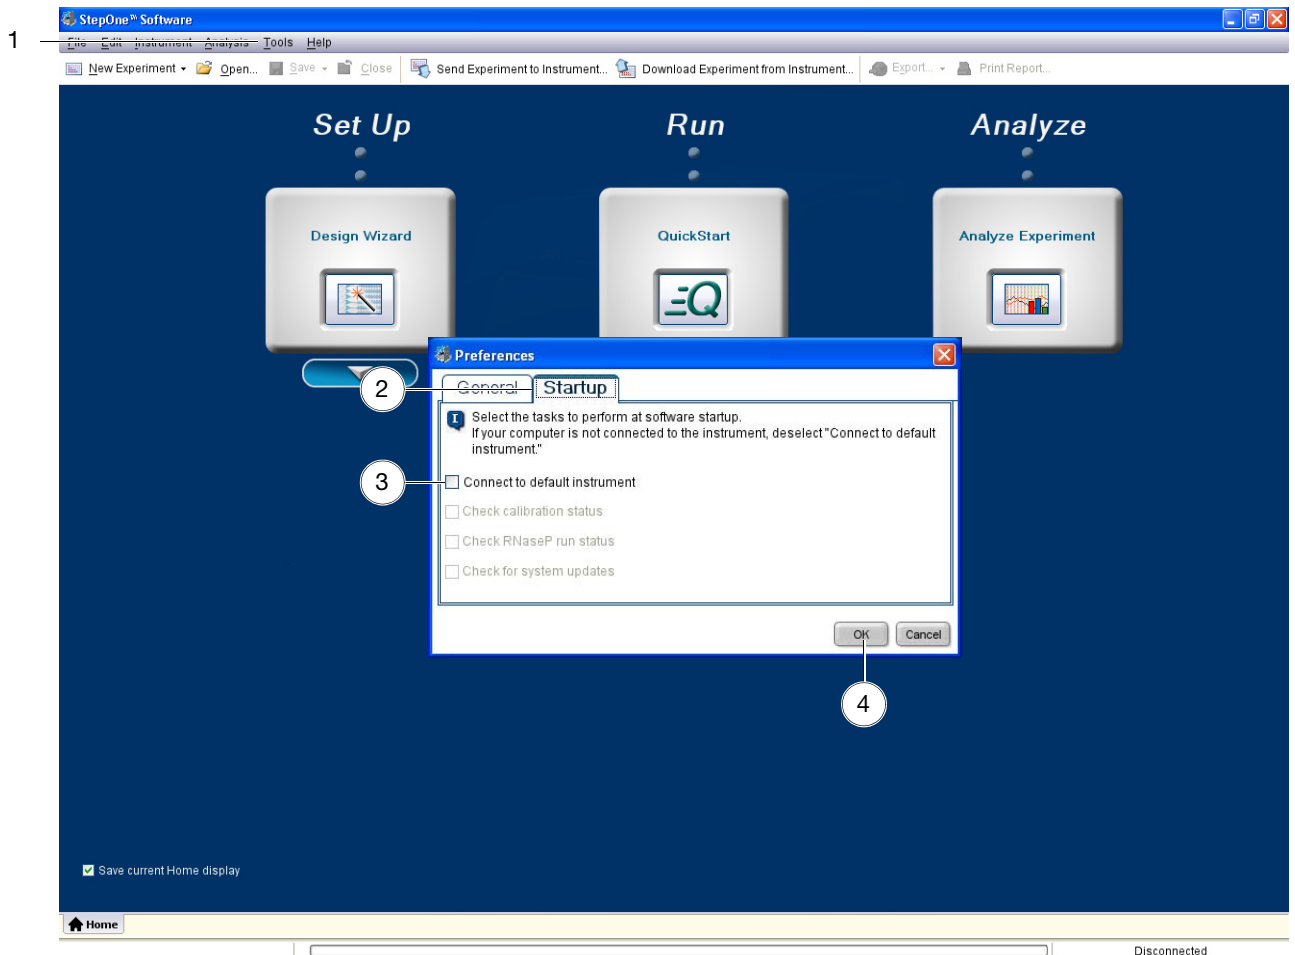 StepOne™ Software
1
File Edit Instrument Analysis Tools Help
New Experiment Open... Save Close Send Experiment to Instrument... Download Experiment from Instrument... Export... Print Report...
Set Up Run Analyze
Design Wizard QuickStart Analyze Experiment
Q
Preferences
2
General Startup
Select the tasks to perform at software startup.
If your computer is not connected to the instrument, deselect "Connect to default
instrument."
3
Connect to default instrument
Check calibration status
Check RNaseP run status
Check for system updates
OK Cancel
4
Save current Home display
Home
Disconnected